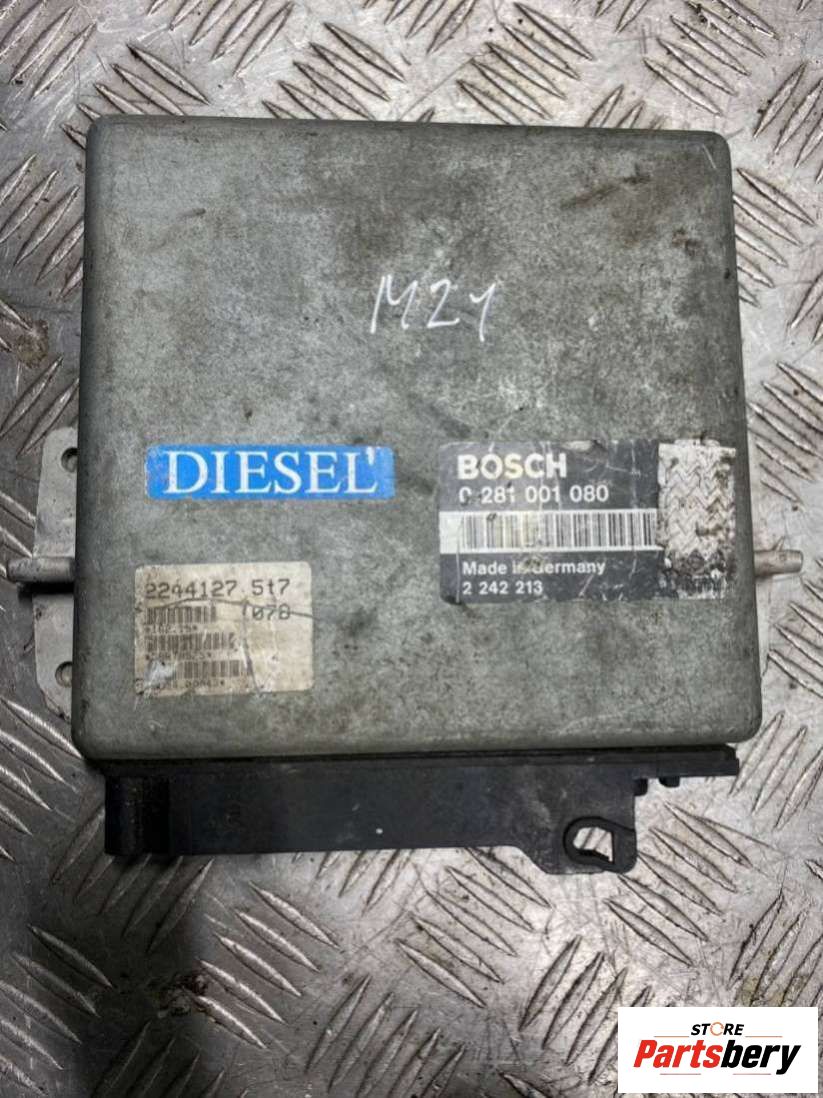 M21
DIESEL
BOSCH
0 281 001 080
Made in Germany
2 242 213
2244127 5t7
1078
STORE
Partsbery